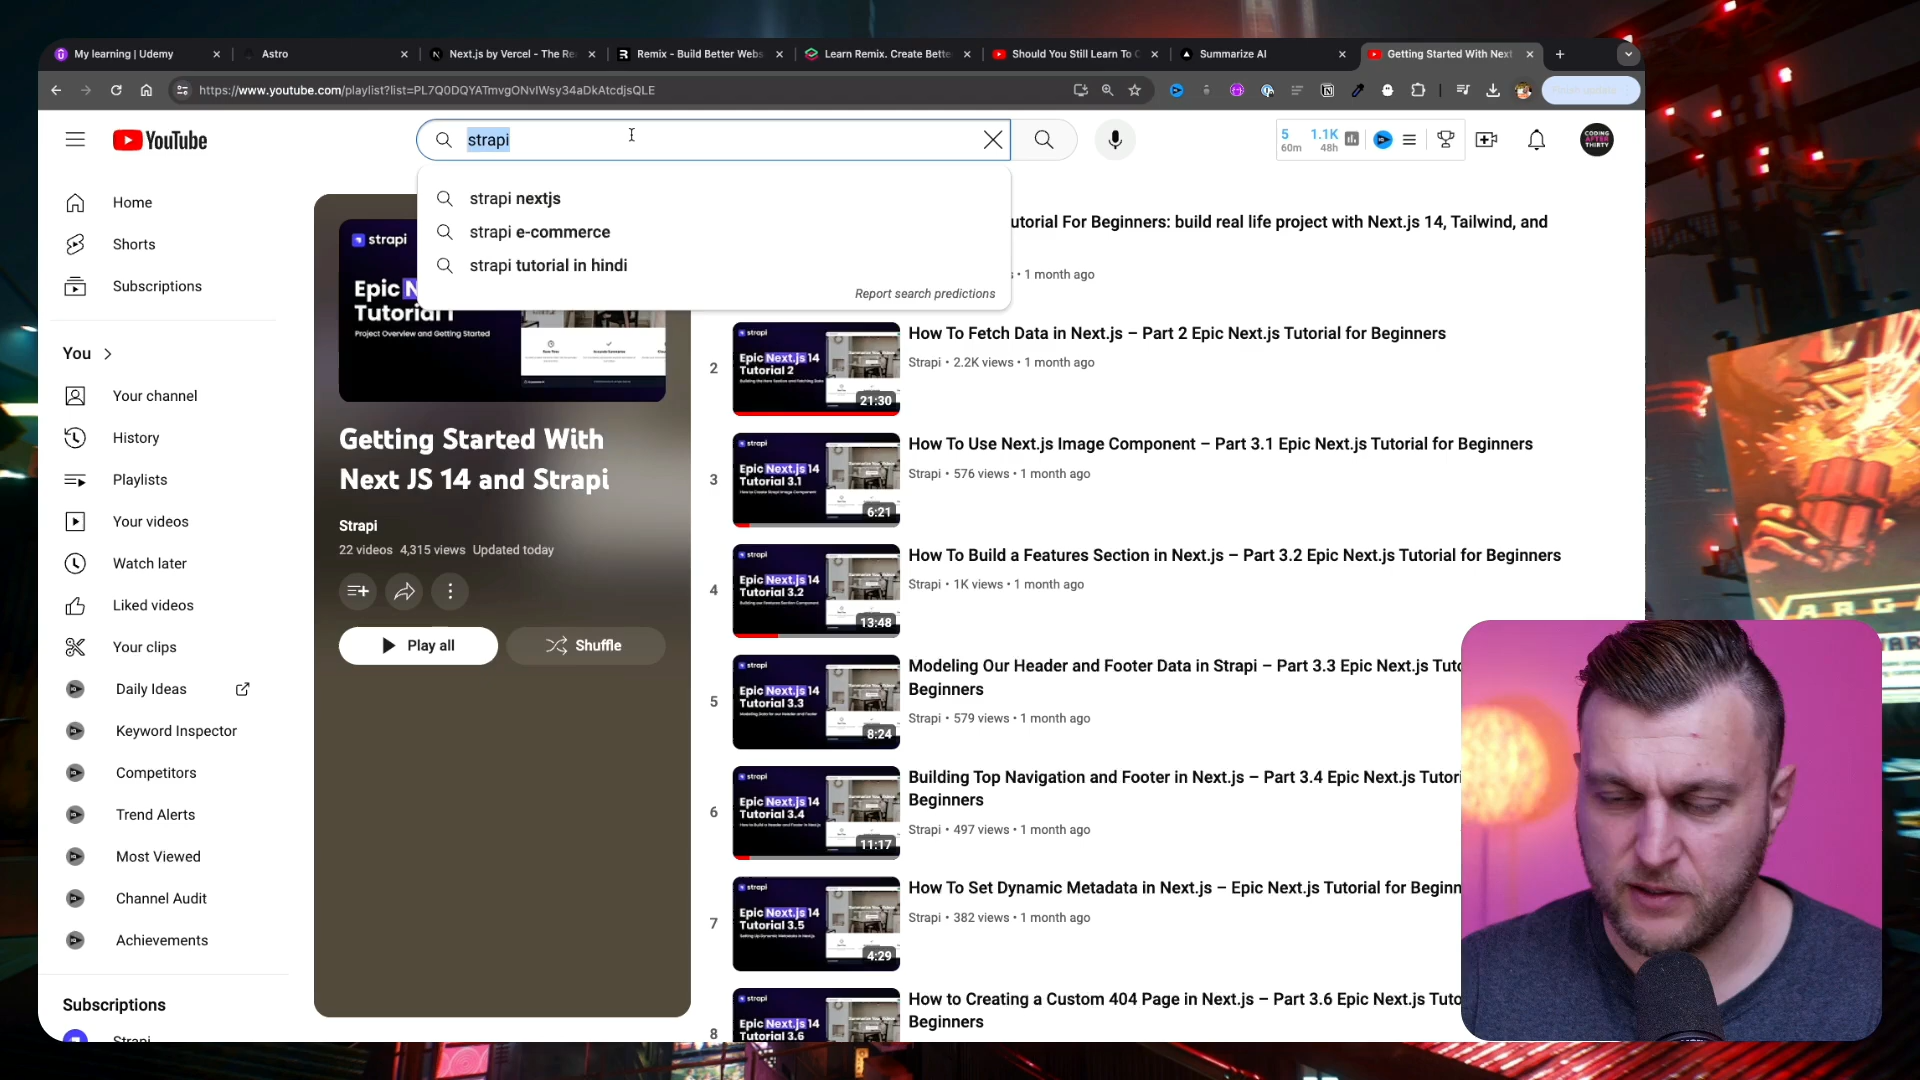 My learning | Udemy
Astro
Next.js by Vercel - The Re
Remix - Build Better Webs
Learn Remix. Create Bette
Should You Still Learn To C
Summarize AI
Getting Started With Next
https://www.youtube.com/playlist?list=PL7Q0DQYATmvgONvIWsy34aDkAtcdjsQLE
YouTube
strapi
5
60m
1.1K
48h
CODING
AFTER
THIRTY
strapi nextjs
strapi e-commerce
strapi tutorial in hindi
Report search predictions
Home
Shorts
Subscriptions
You
Your channel
History
Playlists
Your videos
Watch later
Liked videos
Your clips
Daily Ideas
Keyword Inspector
Competitors
Trend Alerts
Most Viewed
Channel Audit
Achievements
Subscriptions
Strapi
strapi
Epic N
Tutorial 1
Project Overview and Getting Started
Getting Started With
Next JS 14 and Strapi
Strapi
22 videos 4,315 views Updated today
Play all
Shuffle
utorial For Beginners: build real life project with Next.js 14, Tailwind, and
s • 1 month ago
2
strapi
Epic Next.js 14
Tutorial 2
21:30
How To Fetch Data in Next.js – Part 2 Epic Next.js Tutorial for Beginners
Strapi • 2.2K views • 1 month ago
3
strapi
Epic Next.js 14
Tutorial 3.1
6:21
How To Use Next.js Image Component – Part 3.1 Epic Next.js Tutorial for Beginners
Strapi • 576 views • 1 month ago
4
strapi
Epic Next.js 14
Tutorial 3.2
13:48
How To Build a Features Section in Next.js – Part 3.2 Epic Next.js Tutorial for Beginners
Strapi • 1K views • 1 month ago
5
strapi
Epic Next.js 14
Tutorial 3.3
8:24
Modeling Our Header and Footer Data in Strapi – Part 3.3 Epic Next.js Tuto
Beginners
Strapi • 579 views • 1 month ago
6
strapi
Epic Next.js 14
Tutorial 3.4
11:17
Building Top Navigation and Footer in Next.js – Part 3.4 Epic Next.js Tutori
Beginners
Strapi • 497 views • 1 month ago
7
strapi
Epic Next.js 14
Tutorial 3.5
4:29
How To Set Dynamic Metadata in Next.js – Epic Next.js Tutorial for Beginn
Strapi • 382 views • 1 month ago
8
strapi
Epic Next.js 14
Tutorial 3.6
How to Creating a Custom 404 Page in Next.js – Part 3.6 Epic Next.js Tuto
Beginners